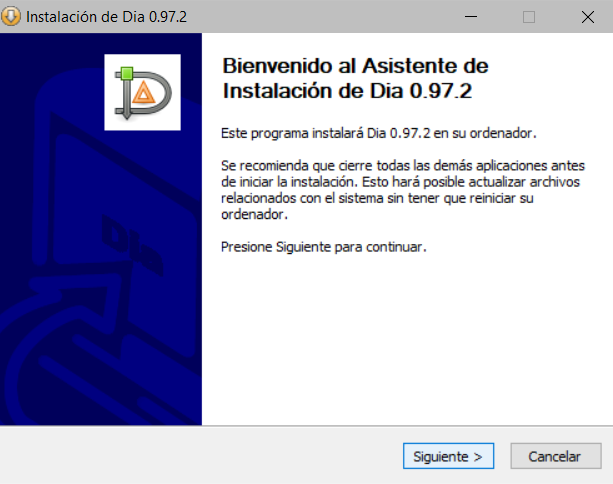 Instalación de Dia 0.97.2
Bienvenido al Asistente de
Instalación de Dia 0.97.2
Este programa instalará Dia 0.97.2 en su ordenador.
Se recomienda que cierre todas las demás aplicaciones antes
de iniciar la instalación. Esto hará posible actualizar archivos
relacionados con el sistema sin tener que reiniciar su
ordenador.
Presione Siguiente para continuar.
DIA
Siguiente >
Cancelar